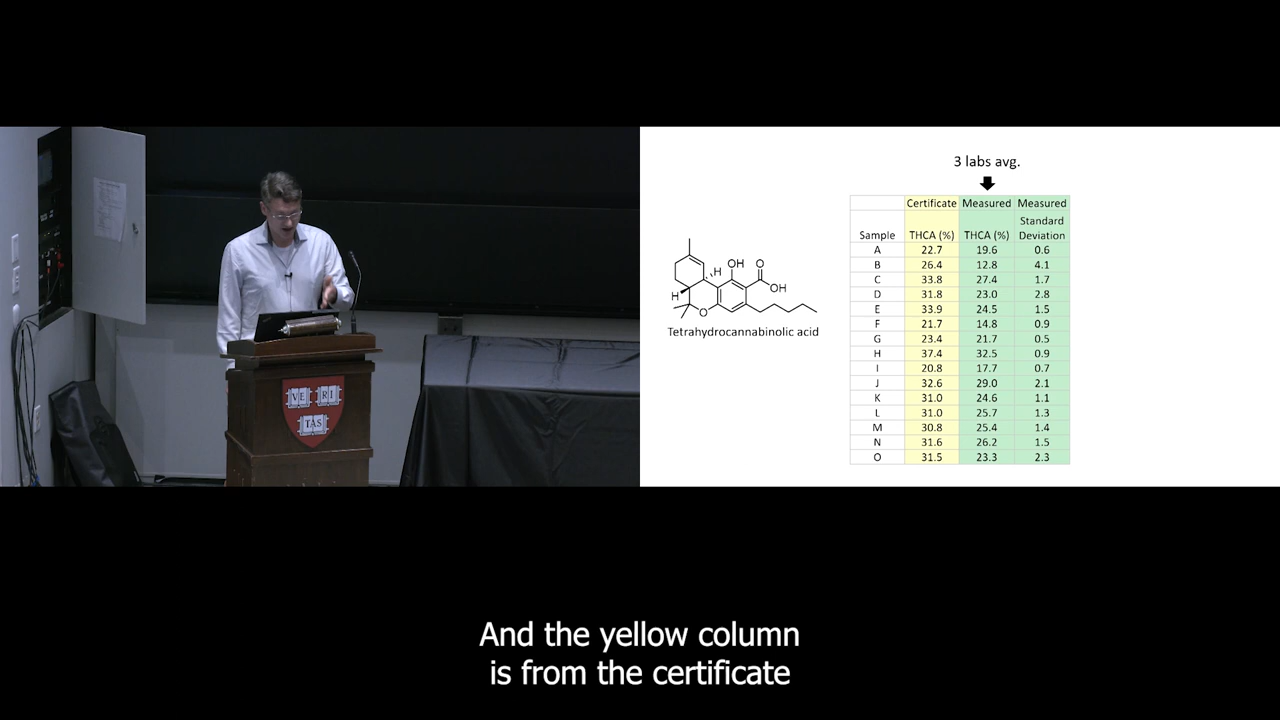 VE RI
TAS
3 labs avg.
Certificate Measured Measured
Sample THCA (%) THCA (%) Standard Deviation
A 22.7 19.6 0.6
B 26.4 12.8 4.1
C 33.8 27.4 1.7
D 31.8 23.0 2.8
E 33.9 24.5 1.5
F 21.7 14.8 0.9
G 23.4 21.7 0.5
H 37.4 32.5 0.9
I 20.8 17.7 0.7
J 32.6 29.0 2.1
K 31.0 24.6 1.1
L 31.0 25.7 1.3
M 30.8 25.4 1.4
N 31.6 26.2 1.5
O 31.5 23.3 2.3
H OH O
OH
H
O
Tetrahydrocannabinolic acid
And the yellow column
is from the certificate